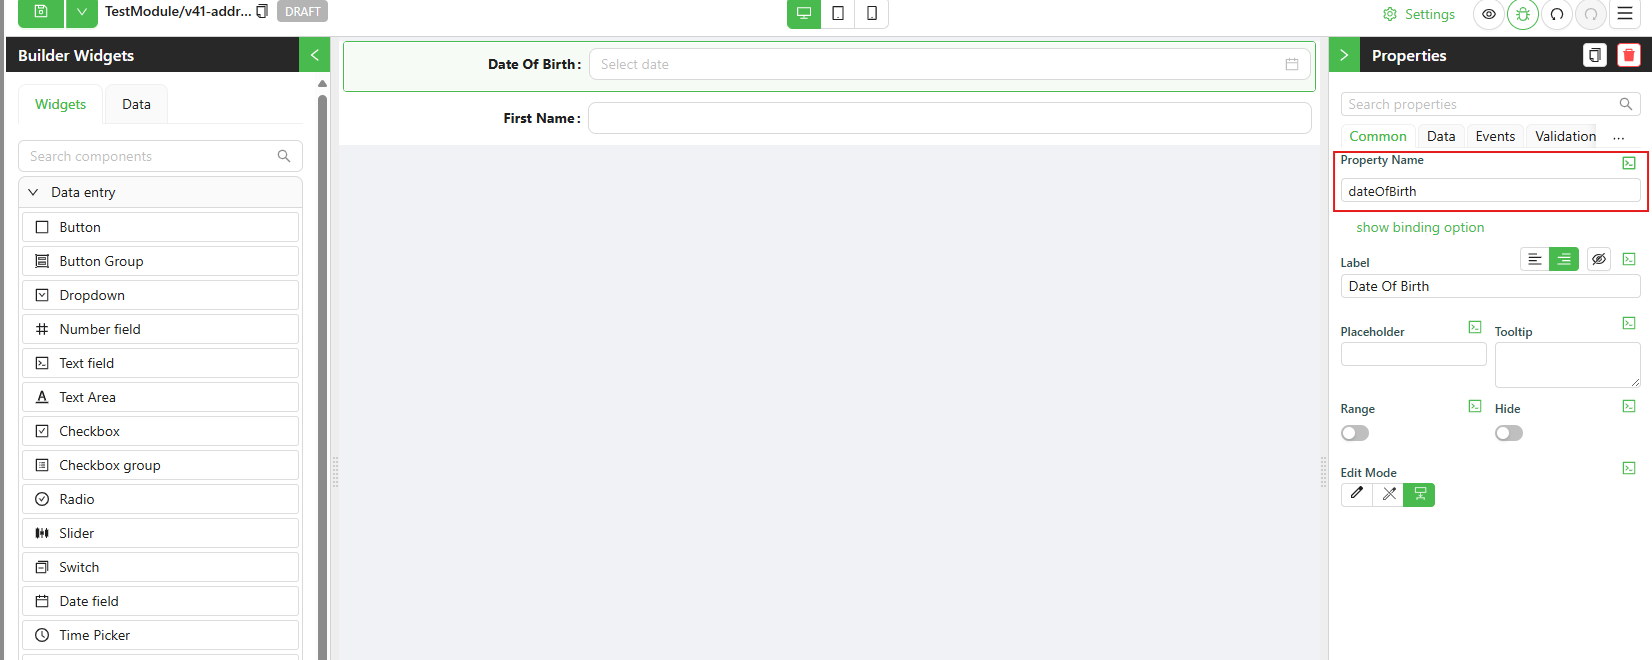 TestModule/v41-addr...
DRAFT
Settings
Builder Widgets
Widgets
Data
Search components
Data entry
Button
Button Group
Dropdown
Number field
Text field
Text Area
Checkbox
Checkbox group
Radio
Slider
Switch
Date field
Time Picker
Date Of Birth:
Select date
First Name:
Properties
Search properties
Common
Data
Events
Validation
...
Property Name
dateOfBirth
show binding option
Label
Date Of Birth
Placeholder
Tooltip
Range
Hide
Edit Mode